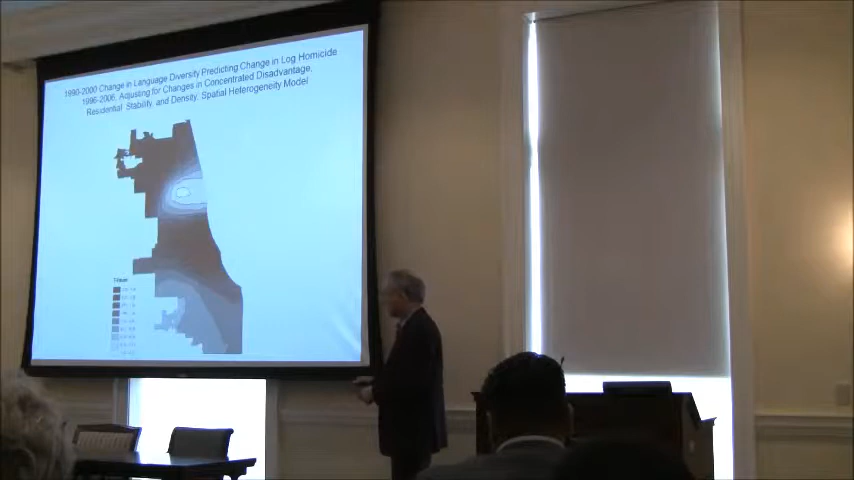 1990-2000 Change in Language Diversity Predicting Change in Log Homicide
1996-2006, Adjusting for Changes in Concentrated Disadvantage,
Residential Stability, and Density, Spatial Heterogeneity Model